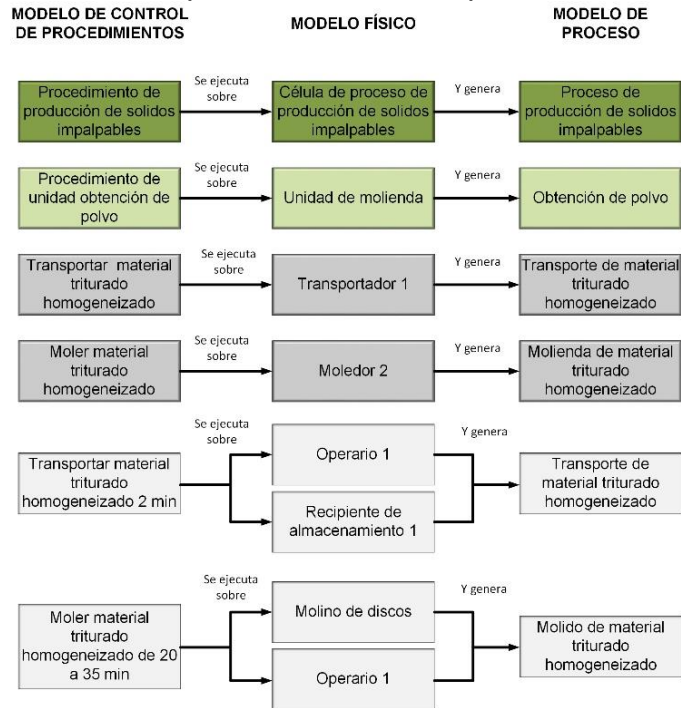 MODELO DE CONTROL
DE PROCEDIMIENTOS
MODELO FÍSICO
MODELO DE
PROCESO
Procedimiento de
producción de solidos
impalpables
Se ejecuta
sobre
Célula de proceso de
producción de solidos
impalpables
Y genera
Proceso de
producción de solidos
impalpables
Procedimiento de
unidad obtención de
polvo
Se ejecuta
sobre
Unidad de molienda
Y genera
Obtención de polvo
Transportar material
triturado
homogeneizado
Se ejecuta
sobre
Transportador 1
Y genera
Transporte de material
triturado
homogeneizado
Moler material
triturado
homogeneizado
Se ejecuta
sobre
Moledor 2
Y genera
Molienda de material
triturado
homogeneizado
Transportar material
triturado
homogeneizado 2 min
Se ejecuta
sobre
Operario 1
Recipiente de
almacenamiento 1
Y genera
Transporte de
material triturado
homogeneizado
Moler material
triturado
homogeneizado de 20
a 35 min
Se ejecuta
sobre
Molino de discos
Operario 1
Y genera
Molido de material
triturado
homogeneizado